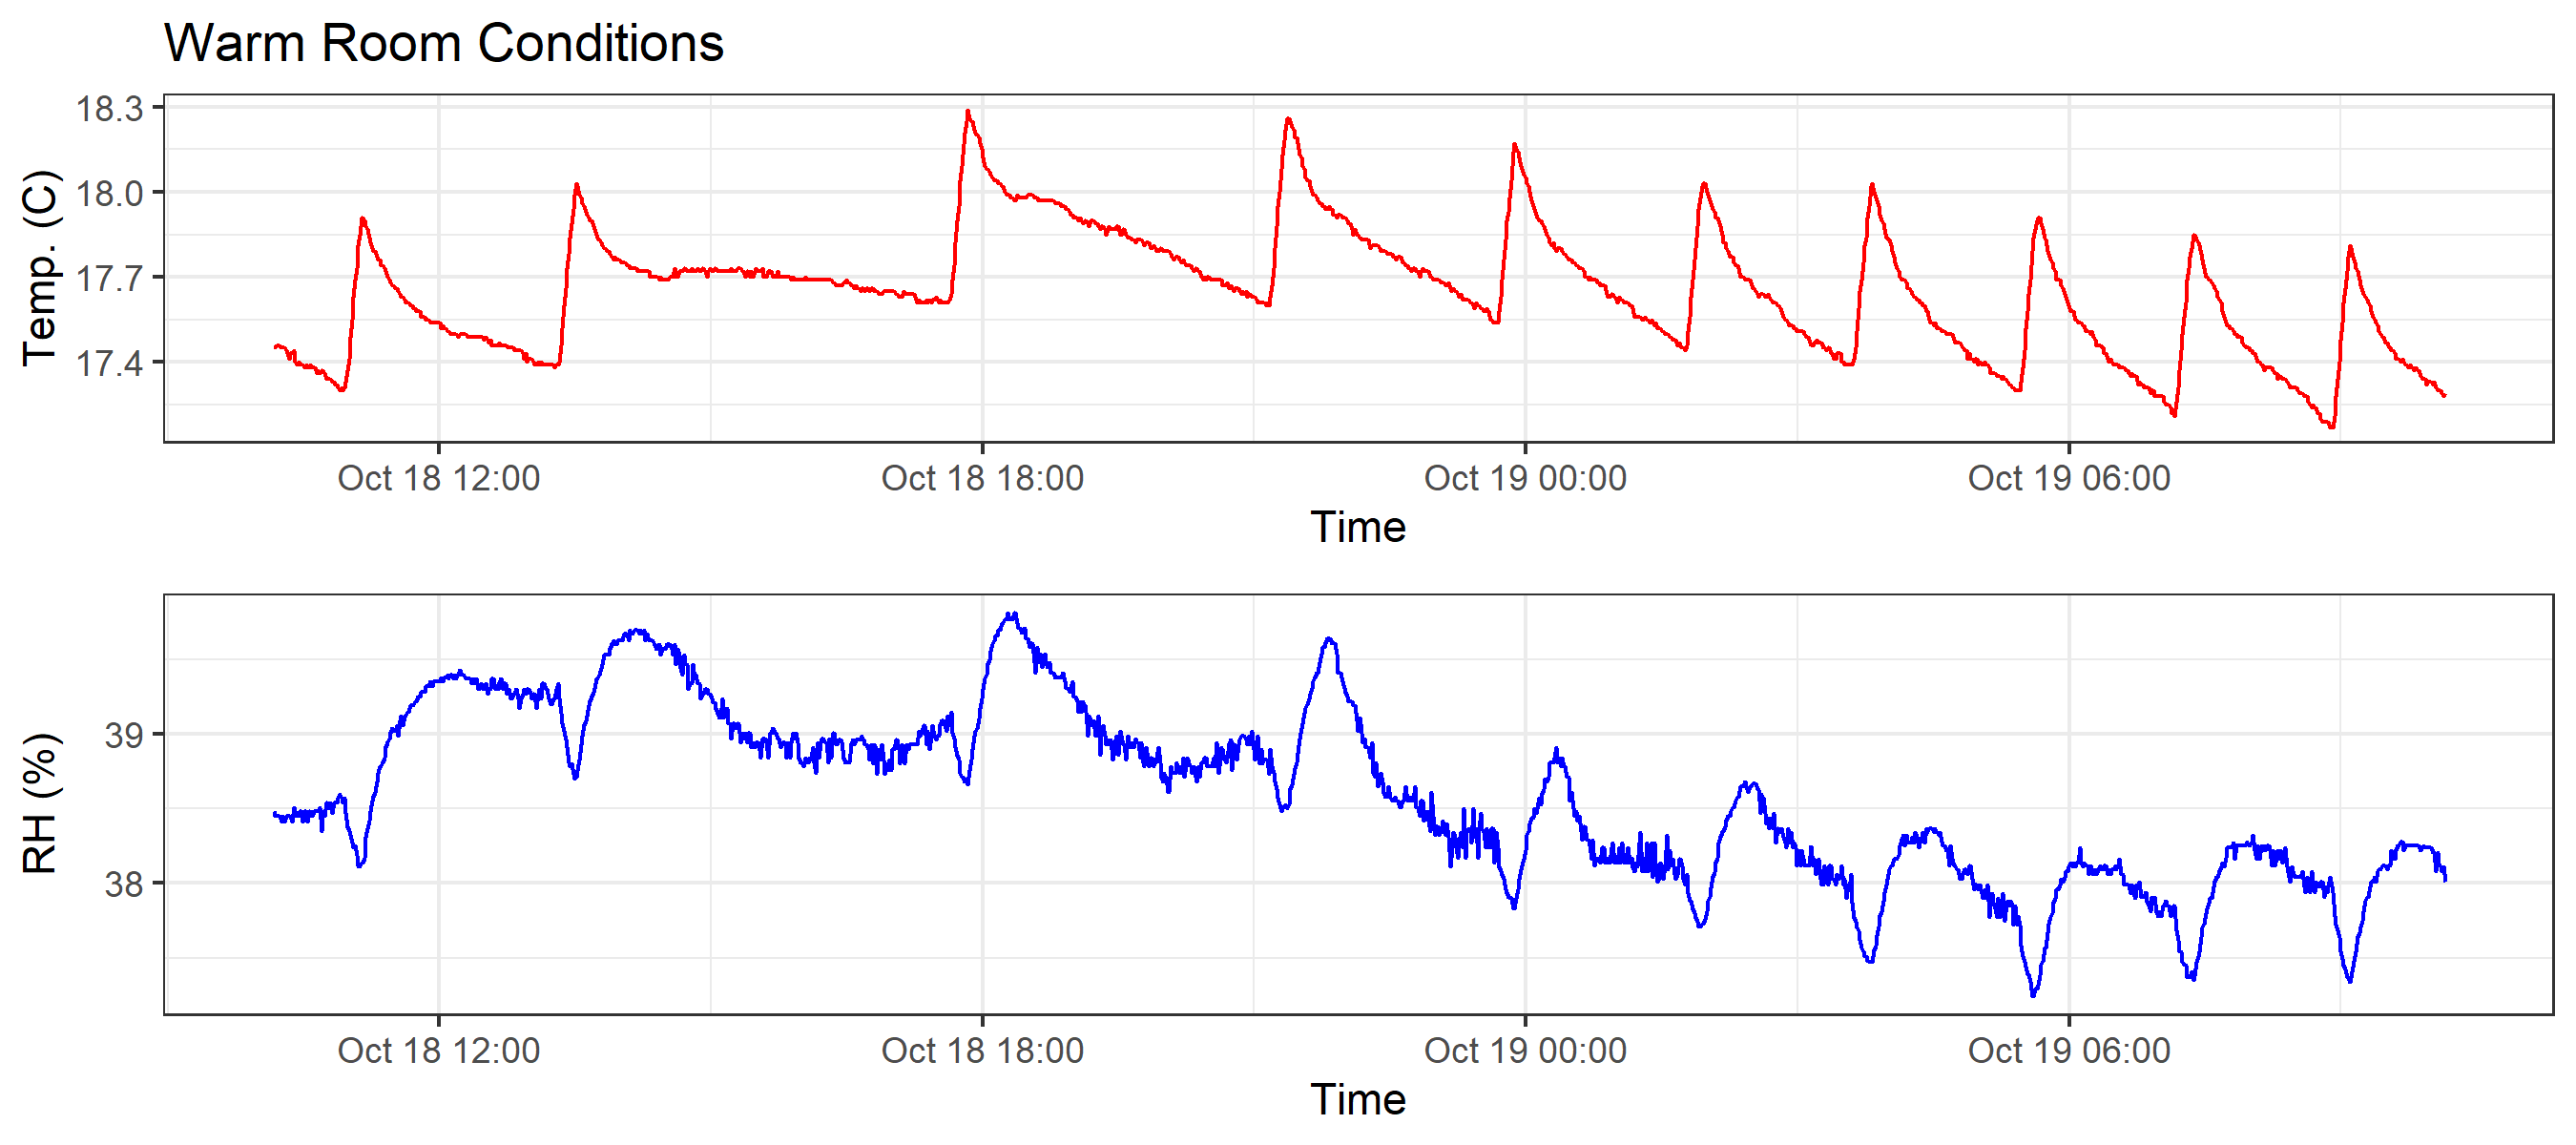 Warm Room Conditions
Temp. (C)
18.3
18.0
17.7
17.4
Oct 18 12:00 Oct 18 18:00 Oct 19 00:00 Oct 19 06:00
Time
RH (%)
39
38
Oct 18 12:00 Oct 18 18:00 Oct 19 00:00 Oct 19 06:00
Time